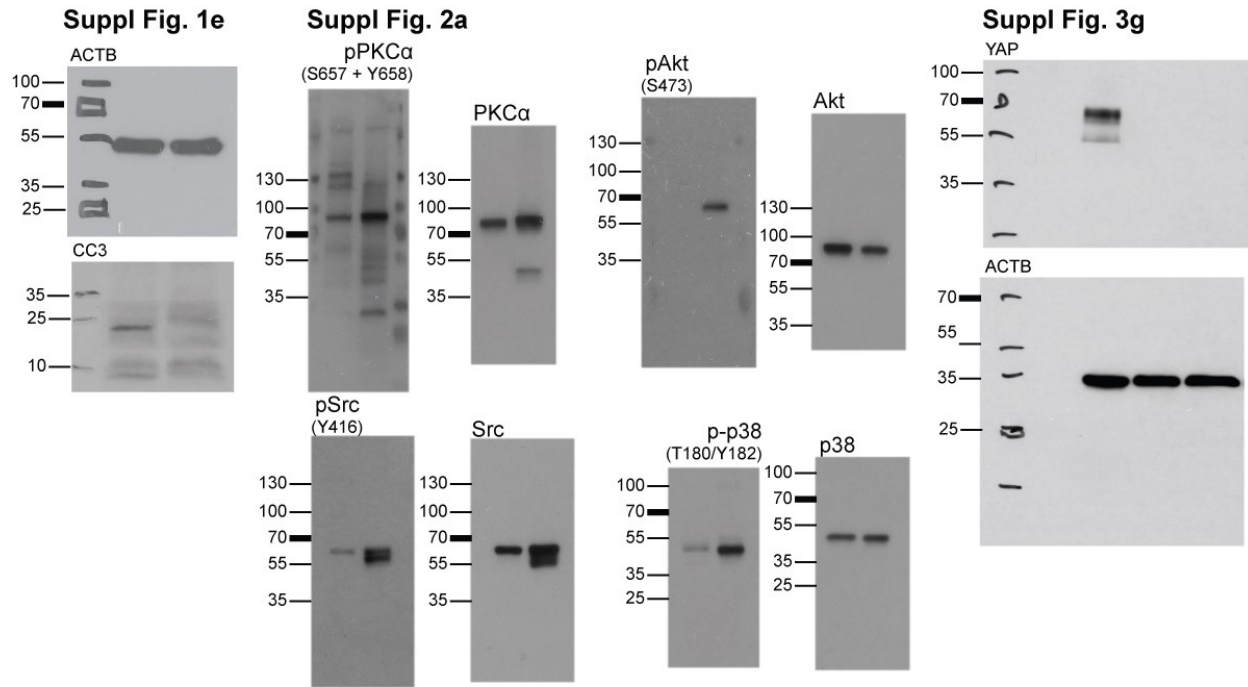 Suppl Fig. 1e
ACTB
100
70
55
35
25
CC3
35
25
10
Suppl Fig. 2a
pPKCα
(S657 + Y658)
130
100
70
55
35
PKCα
130
100
70
55
35
pAkt
(S473)
130
100
70
55
35
Akt
130
100
70
55
35
pSrc
(Y416)
130
100
70
55
35
Src
130
100
70
55
35
p-p38
(T180/Y182)
100
70
55
35
25
p38
100
70
55
35
25
Suppl Fig. 3g
YAP
100
70
55
35
ACTB
70
55
35
25